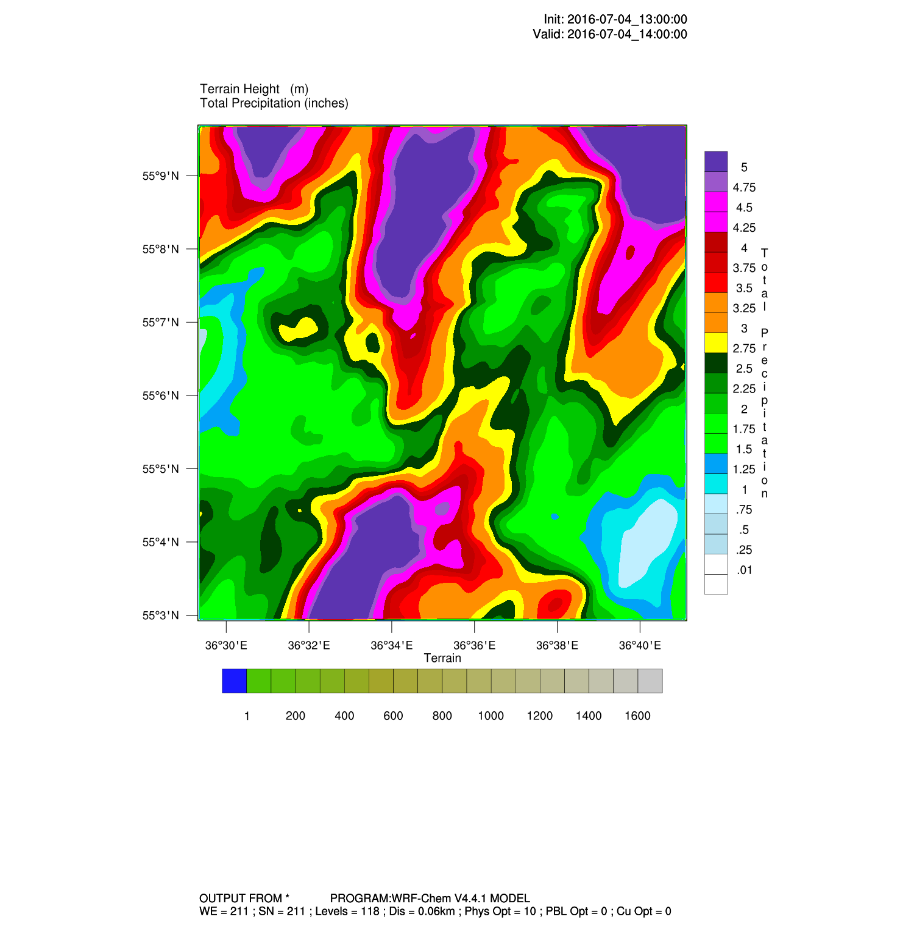 Init: 2016-07-04_13:00:00
Valid: 2016-07-04_14:00:00
Terrain Height (m)
Total Precipitation (inches)
55°9'N
55°8'N
55°7'N
55°6'N
55°5'N
55°4'N
55°3'N
36°30'E 36°32'E 36°34'E 36°36'E 36°38'E 36°40'E
5
4.75
4.5
4.25
4
3.75
3.5
3.25
3
2.75
2.5
2.25
2
1.75
1.5
1.25
1
.75
.5
.25
.01
Total Precipitation
Terrain
1 200 400 600 800 1000 1200 1400 1600
OUTPUT FROM * PROGRAM:WRF-Chem V4.4.1 MODEL
WE = 211 ; SN = 211 ; Levels = 118 ; Dis = 0.06km ; Phys Opt = 10 ; PBL Opt = 0 ; Cu Opt = 0